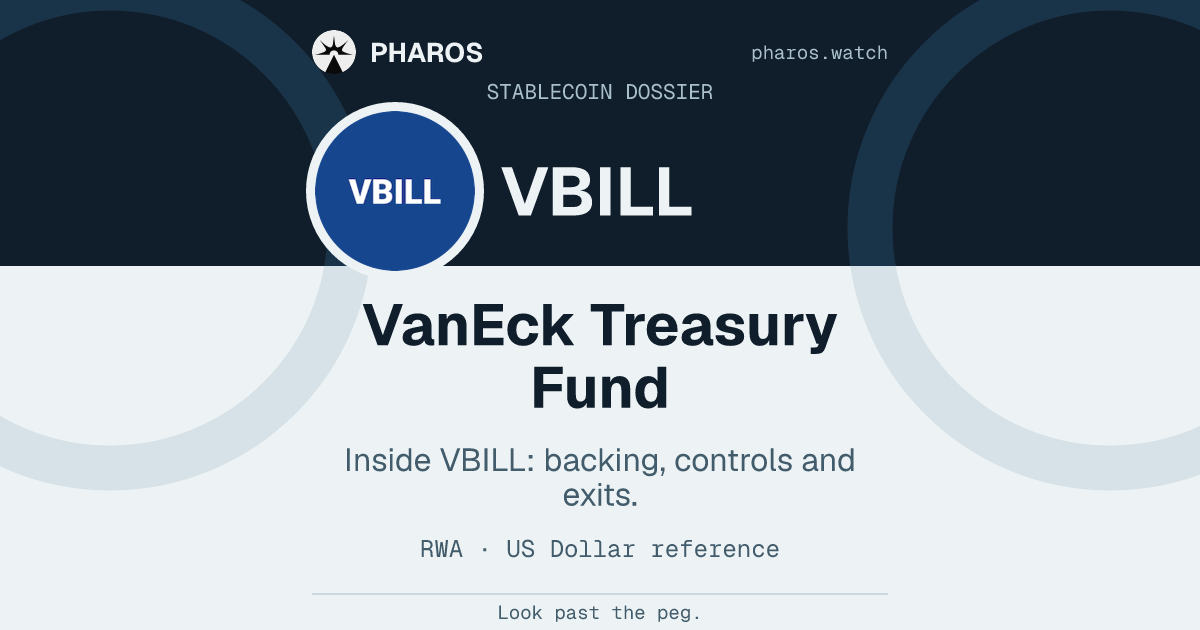 PHAROS
pharos.watch
STABLECOIN DOSSIER
VBILL
VBILL
VanEck Treasury
Fund
Inside VBILL: backing, controls and
exits.
RWA · US Dollar reference
Look past the peg.